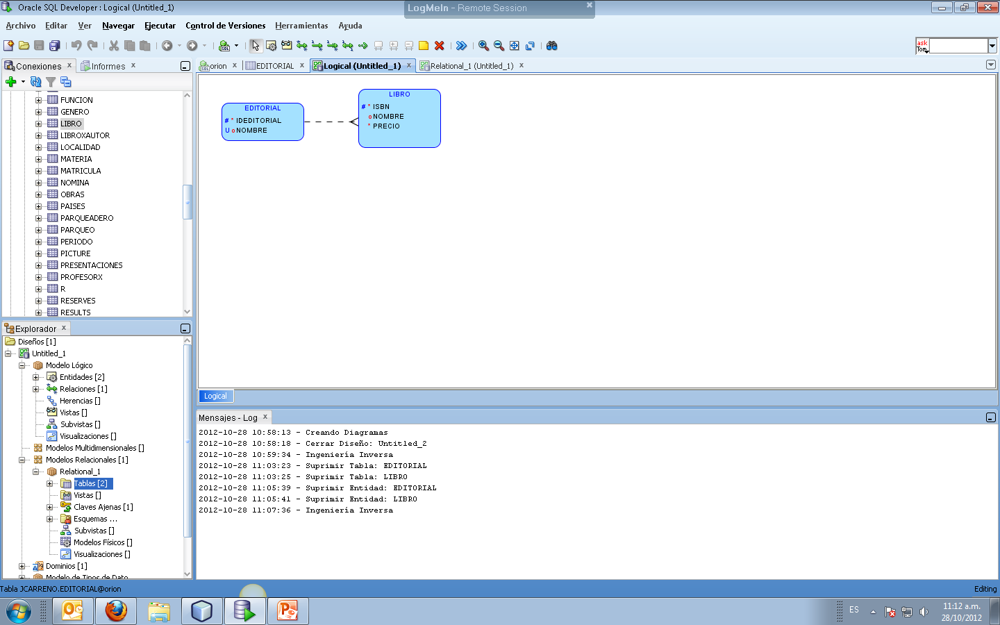 Oracle SQL Developer : Logical (Untitled_1)
LogMeIn - Remote Session
Archivo Editar Ver Navegar Ejecutar Control de Versiones Herramientas Ayuda
ask
Tom
Conexiones
Informes
orion
EDITORIAL
Logical (Untitled_1)
Relational_1 (Untitled_1)
FUNCION
GENERO
LIBRO
LIBROXAUTOR
LOCALIDAD
MATERIA
MATRICULA
NOMINA
OBRAS
PAISES
PARQUEADERO
PARQUEO
PERIODO
PICTURE
PRESENTACIONES
PROFESORX
R
RESERVES
RESULTS
EDITORIAL
# * IDEDITORIAL
U o NOMBRE
LIBRO
# * ISBN
o NOMBRE
* PRECIO
Logical
Explorador
Diseños [1]
Untitled_1
Modelo Lógico
Entidades [2]
Relaciones [1]
Herencias []
Vistas []
Subvistas []
Visualizaciones []
Modelos Multidimensionales []
Modelos Relacionales [1]
Relational_1
Tablas [2]
Vistas []
Claves Ajenas [1]
Esquemas ...
Subvistas []
Modelos Físicos []
Visualizaciones []
Dominios [1]
Modelo de Tipos de Dato
Mensajes - Log
2012-10-28 10:58:13 - Creando Diagramas
2012-10-28 10:58:18 - Cerrar Diseño: Untitled_2
2012-10-28 10:59:34 - Ingeniería Inversa
2012-10-28 11:03:23 - Suprimir Tabla: EDITORIAL
2012-10-28 11:03:25 - Suprimir Tabla: LIBRO
2012-10-28 11:05:39 - Suprimir Entidad: EDITORIAL
2012-10-28 11:05:41 - Suprimir Entidad: LIBRO
2012-10-28 11:07:36 - Ingeniería Inversa
Tabla JCARRENO.EDITORIAL@orion
Editing
ES
11:12 a.m.
28/10/2012